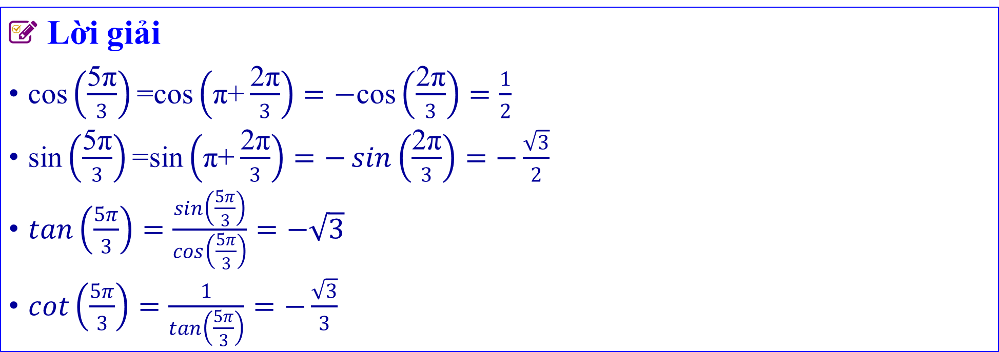 Lời giải
• cos(5π/3)=cos(π+2π/3) = −cos(2π/3) = 1/2
• sin(5π/3)=sin(π+2π/3) = − sin(2π/3) = − √3/2
• tan(5π/3) = sin(5π/3)/cos(5π/3) = −√3
• cot(5π/3) = 1/tan(5π/3) = − √3/3